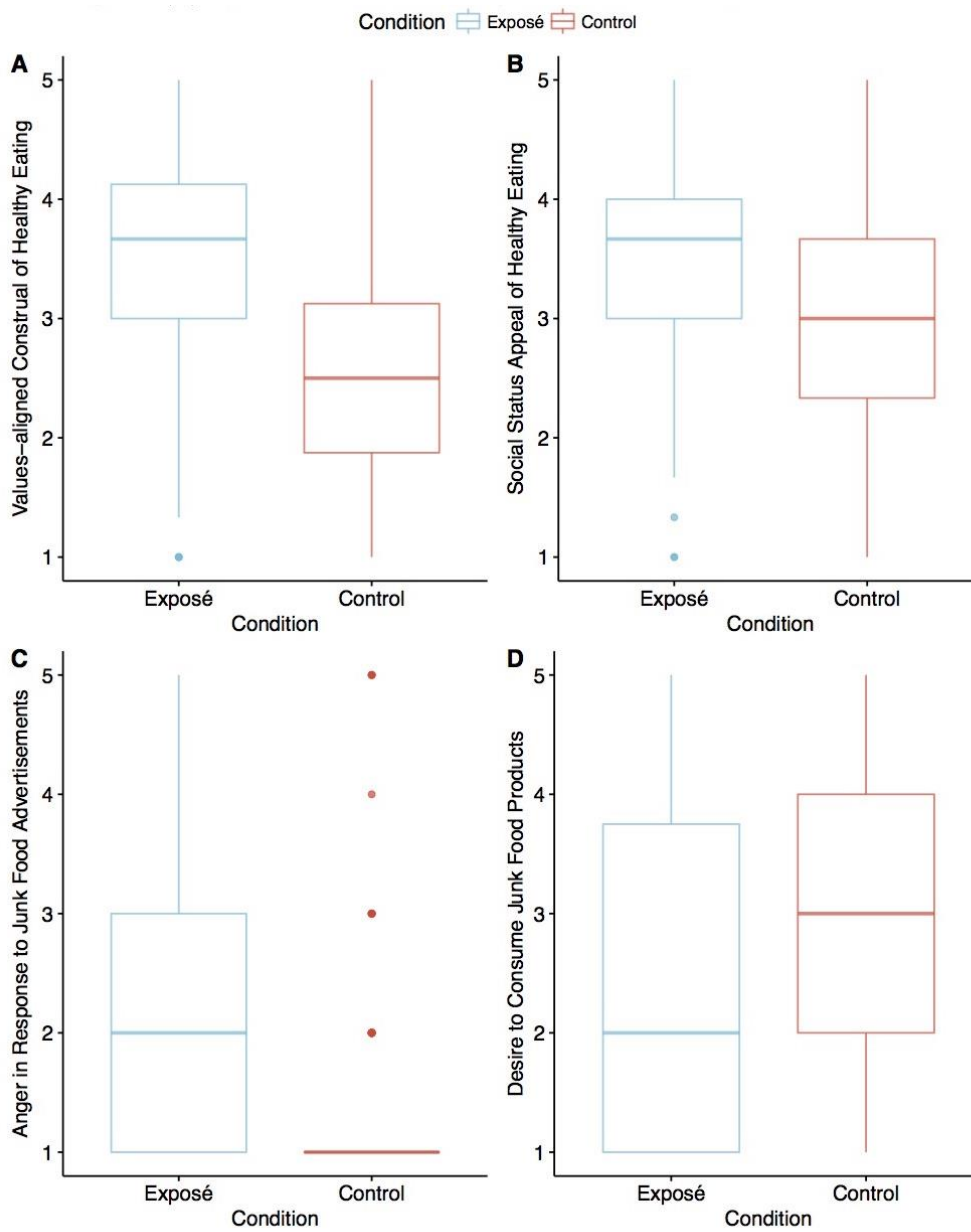 Condition Exposé Control
A
Values-aligned Construal of Healthy Eating
5
4
3
2
1
Exposé Control
Condition
B
Social Status Appeal of Healthy Eating
5
4
3
2
1
Exposé Control
Condition
C
Anger in Response to Junk Food Advertisements
5
4
3
2
1
Exposé Control
Condition
D
Desire to Consume Junk Food Products
5
4
3
2
1
Exposé Control
Condition